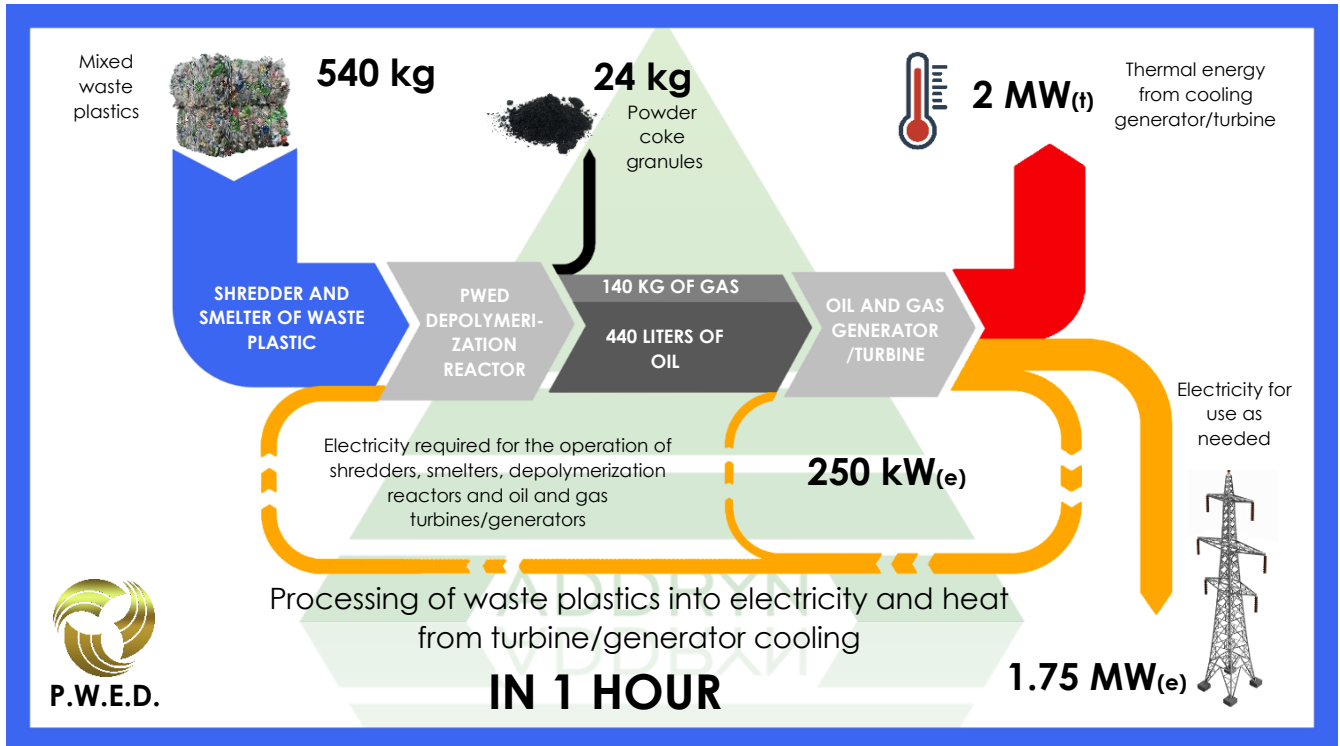 Mixed
waste
plastics
540 kg
24 kg
Powder
coke
granules
2 MW(t)
Thermal energy
from cooling
generator/turbine
SHREDDER AND
SMELTER OF WASTE
PLASTIC
PWED
DEPOLYMERI-
ZATION
REACTOR
140 KG OF GAS
440 LITERS OF
OIL
OIL AND GAS
GENERATOR
/TURBINE
Electricity for
use as
needed
Electricity required for the operation of
shredders, smelters, depolymerization
reactors and oil and gas
turbines/generators
250 kW(e)
ADDRYN
Processing of waste plastics into electricity and heat
from turbine/generator cooling
IN 1 HOUR
1.75 MW(e)
P.W.E.D.